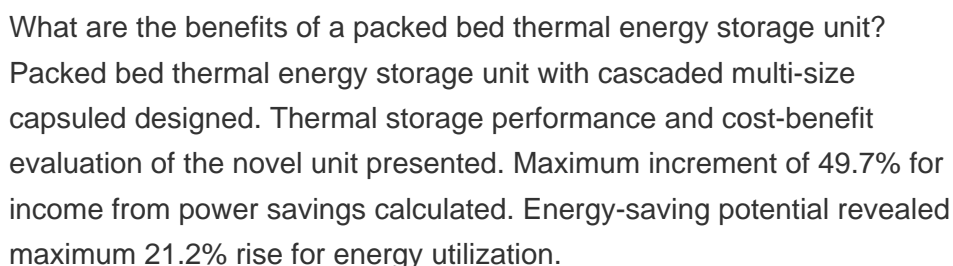 What are the benefits of a packed bed thermal energy storage unit?
Packed bed thermal energy storage unit with cascaded multi-size
capsuled designed. Thermal storage performance and cost-benefit
evaluation of the novel unit presented. Maximum increment of 49.7% for
income from power savings calculated. Energy-saving potential revealed
maximum 21.2% rise for energy utilization.